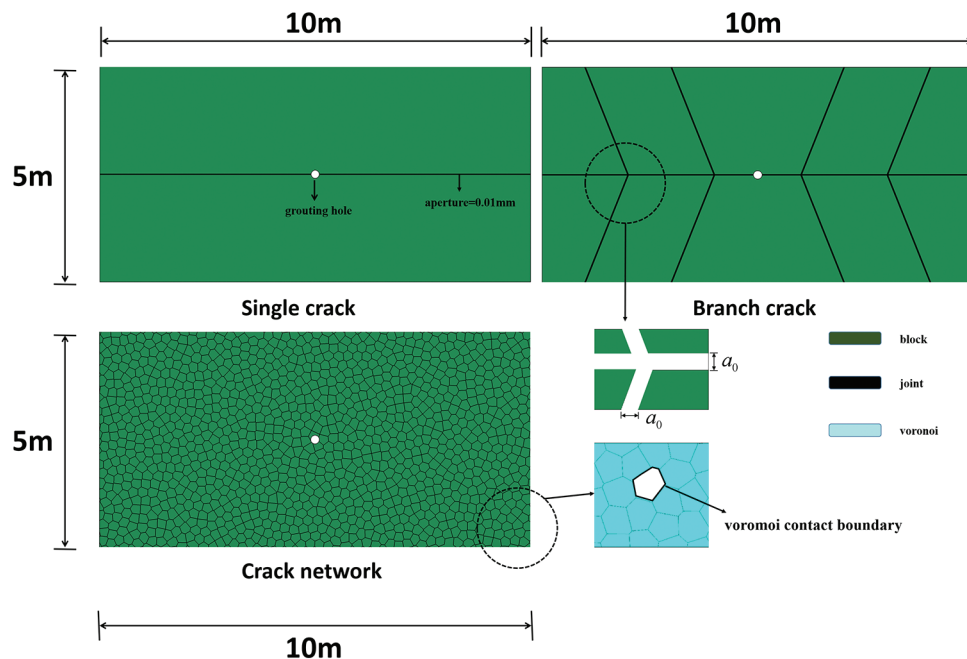 10m
10m
5m
grouting hole
aperture=0.01mm
Single crack
Branch crack
a0
a0
block
joint
voronoi
5m
voromoi contact boundary
Crack network
10m